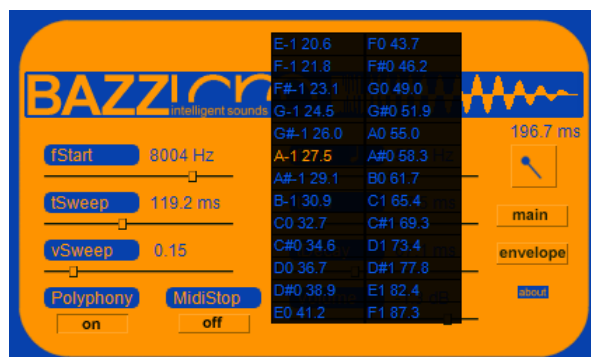 E-1 20.6 F0 43.7
F-1 21.8 F#0 46.2
F#-1 23.1 G0 49.0
G-1 24.5 G#0 51.9
G#-1 26.0 A0 55.0
A-1 27.5 A#0 58.3
A#-1 29.1 B0 61.7
B-1 30.9 C1 65.4
C0 32.7 C#1 69.3
C#0 34.6 D1 73.4
D0 36.7 D#1 77.8
D#0 38.9 E1 82.4
E0 41.2 F1 87.3
BAZZ
intelligent sounds
196.7 ms
fStart 8004 Hz
Hz
tSweep 119.2 ms
ms
main
vSweep 0.15
ms
envelope
Polyphony MidiStop
dB
about
on off